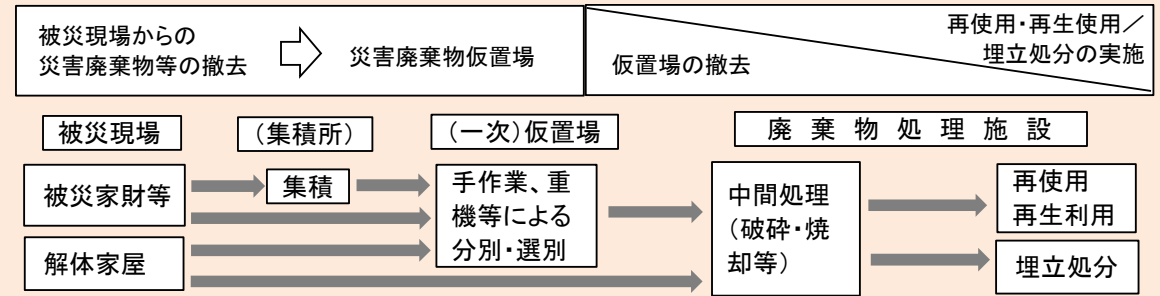 被災現場からの
災害廃棄物等の撤去
災害廃棄物仮置場
仮置場の撤去
再使用・再生使用／
埋立処分の実施
被災現場
（集積所）
（一次）仮置場
廃棄物処理施設
被災家財等
集積
手作業、重
機等による
分別・選別
中間処理
（破砕・焼
却等）
再使用
再生利用
解体家屋
埋立処分